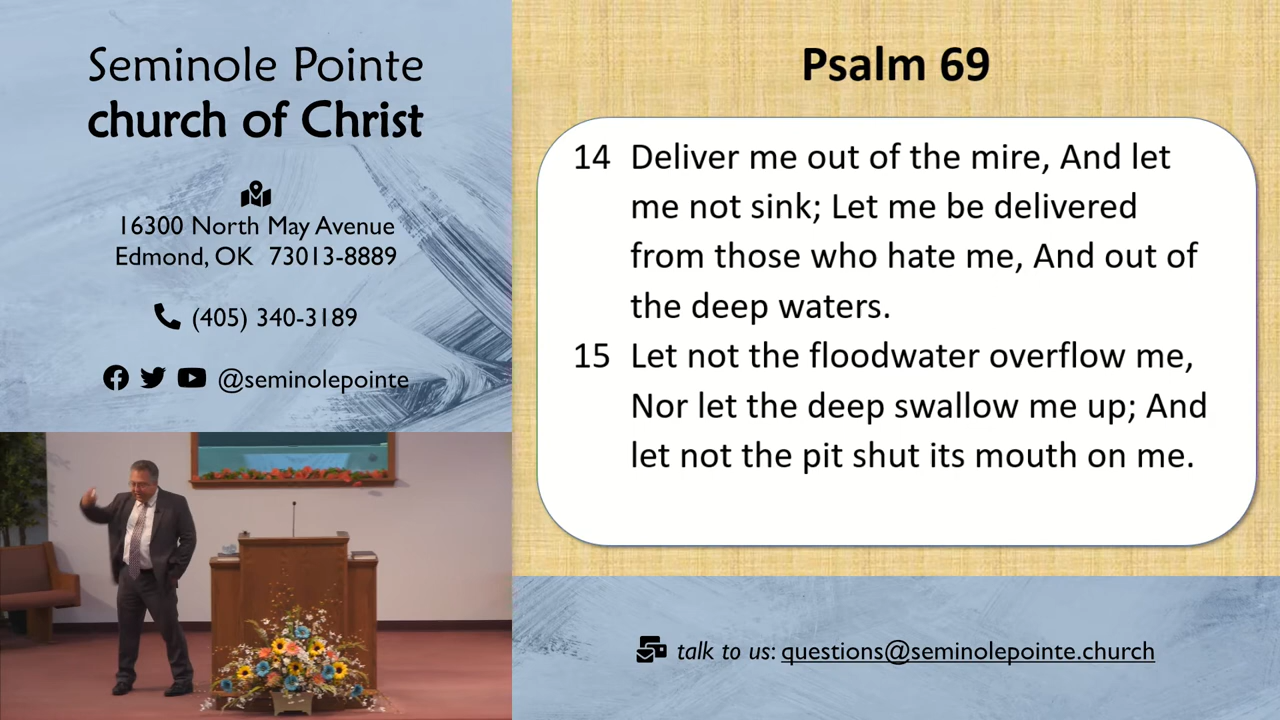 Seminole Pointe
church of Christ
16300 North May Avenue
Edmond, OK 73013-8889
(405) 340-3189
@seminolepointe
Psalm 69
14 Deliver me out of the mire, And let
me not sink; Let me be delivered
from those who hate me, And out of
the deep waters.
15 Let not the floodwater overflow me,
Nor let the deep swallow me up; And
let not the pit shut its mouth on me.
talk to us: questions@seminolepointe.church